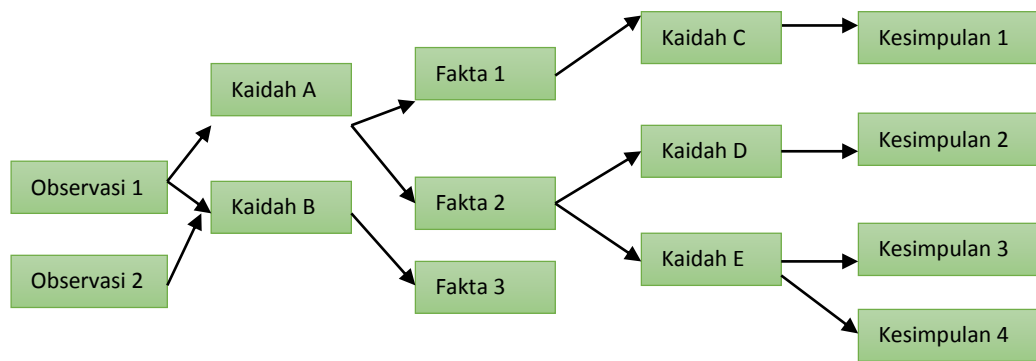 Observasi 1
Observasi 2
Kaidah A
Kaidah B
Fakta 1
Fakta 2
Fakta 3
Kaidah C
Kaidah D
Kaidah E
Kesimpulan 1
Kesimpulan 2
Kesimpulan 3
Kesimpulan 4